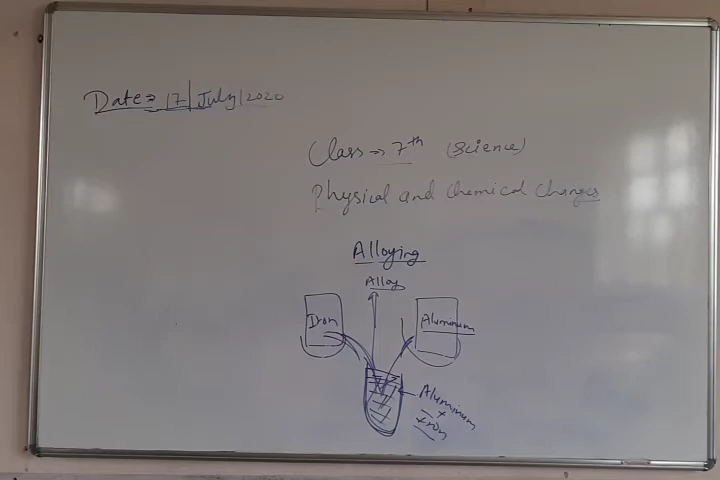 Date:- 17/July/2020
Class → 7th (Science)
Physical and Chemical Changes
Alloying
Alloy
Iron
Aluminum
Aluminum
+
Iron